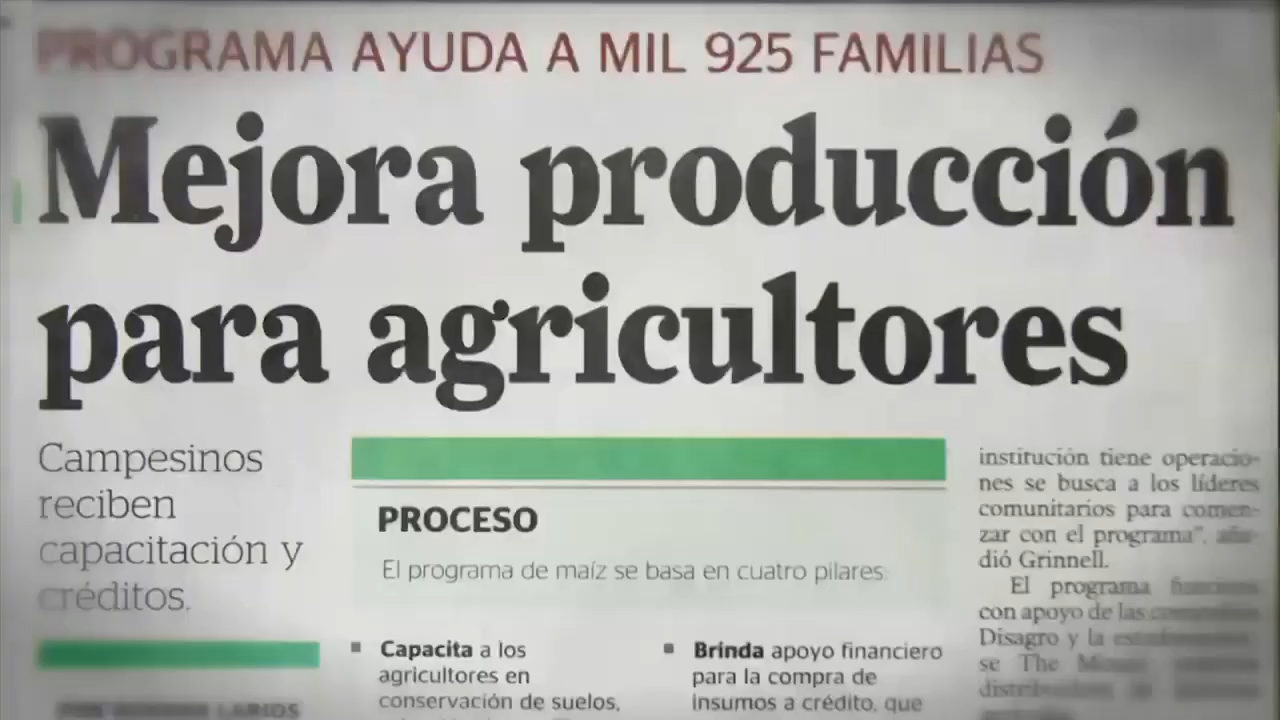 PROGRAMA AYUDA A MIL 925 FAMILIAS
Mejora producción
para agricultores
Campesinos
reciben
capacitación y
créditos.
PROCESO
El programa de maíz se basa en cuatro pilares:
Capacita a los
agricultores en
conservación de suelos,
Brinda apoyo financiero
para la compra de
insumos a crédito, que
institución tiene operacio-
nes se busca a los líderes
comunitarios para comen-
zar con el programa", aña-
dió Grinnell.
El programa
con apoyo de las
Disagro y la
se The